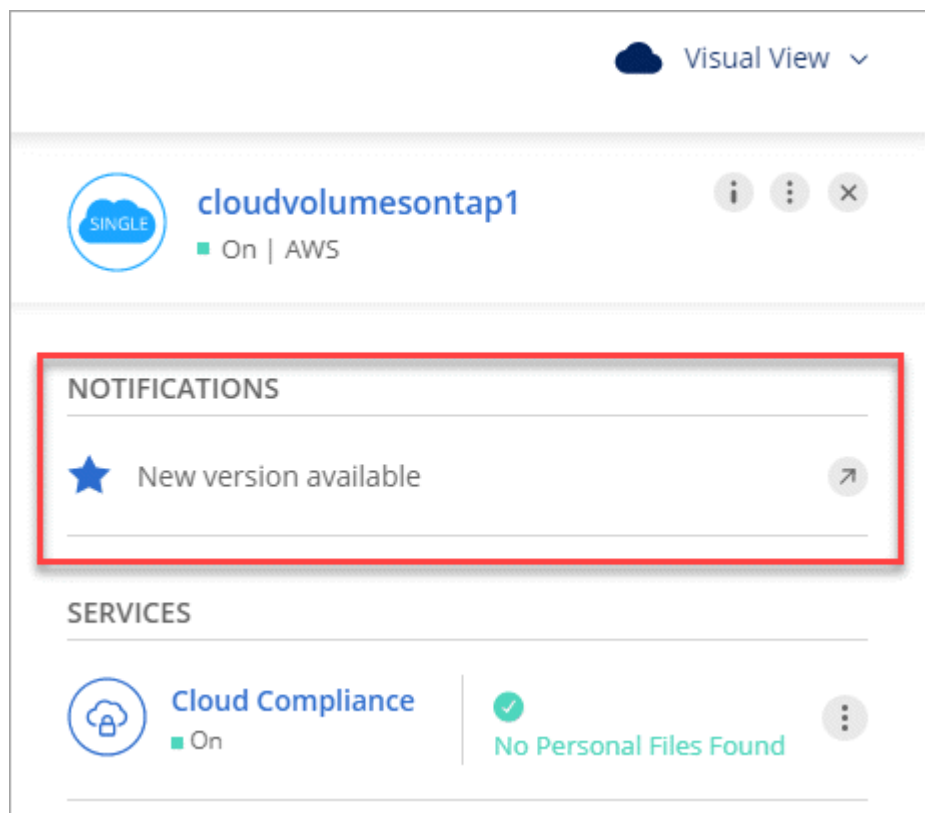 Visual View
SINGLE
cloudvolumesontap1
On | AWS
NOTIFICATIONS
New version available
SERVICES
Cloud Compliance
On
No Personal Files Found